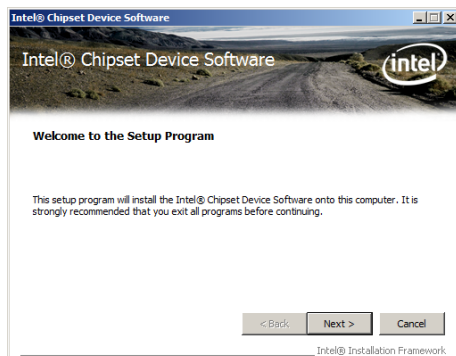 Intel® Chipset Device Software
Intel® Chipset Device Software
intel®
Welcome to the Setup Program
This setup program will install the Intel® Chipset Device Software onto this computer. It is
strongly recommended that you exit all programs before continuing.
< Back
Next >
Cancel
Intel® Installation Framework